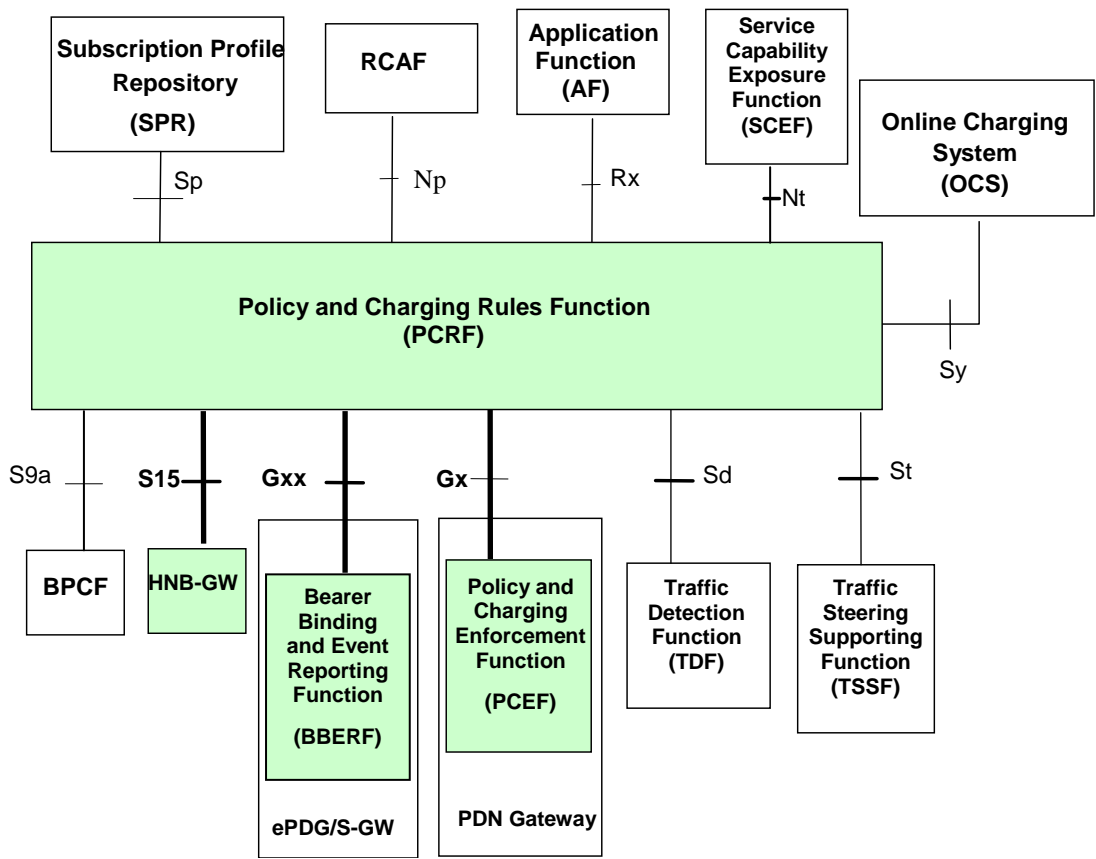 Subscription Profile
Repository
(SPR)
RCAF
Application
Function
(AF)
Service
Capability
Exposure
Function
(SCEF)
Online Charging
System
(OCS)
Sp
Np
Rx
Nt
Policy and Charging Rules Function
(PCRF)
Sy
S9a
S15
Gxx
Gx
Sd
St
BPCF
HNB-GW
Bearer
Binding
and Event
Reporting
Function
(BBERF)
ePDG/S-GW
Policy and
Charging
Enforcement
Function
(PCEF)
PDN Gateway
Traffic
Detection
Function
(TDF)
Traffic
Steering
Supporting
Function
(TSSF)